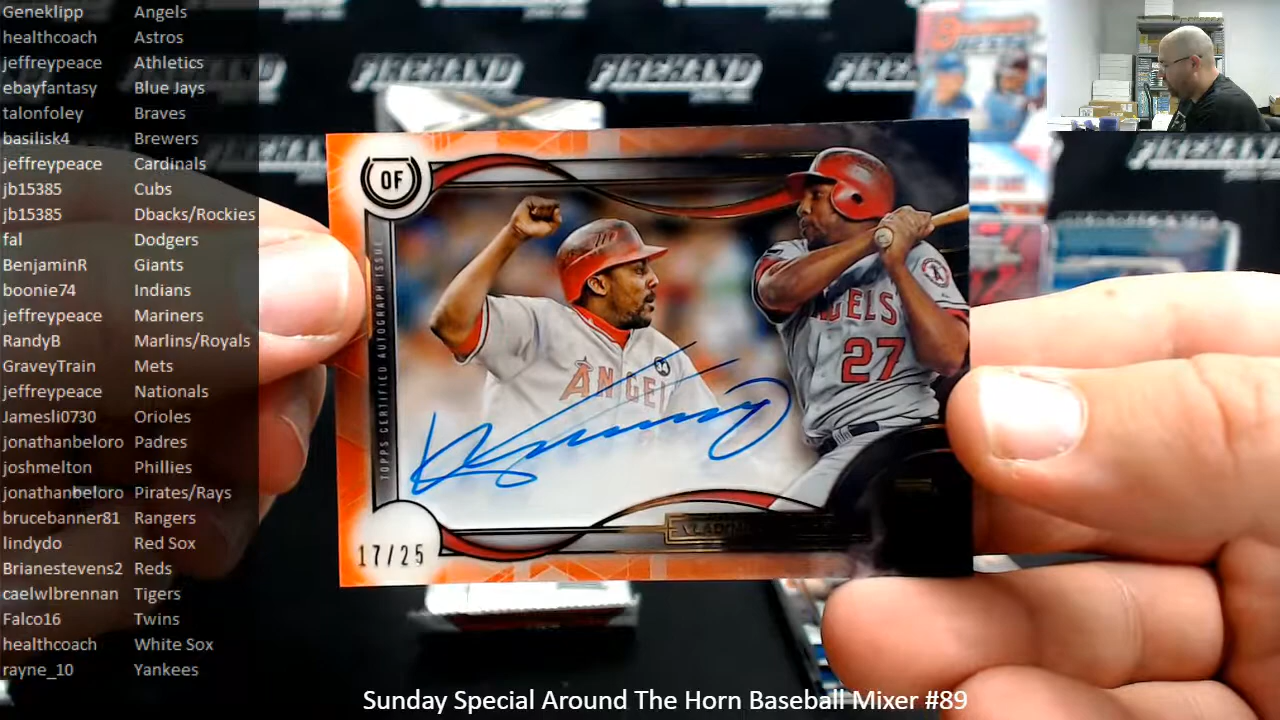 Geneklipp Angels
healthcoach Astros
jeffreypeace Athletics
ebayfantasy Blue Jays
talonfoley Braves
basilisk4 Brewers
jeffreypeace Cardinals
jb15385 Cubs
jb15385 Dbacks/Rockies
fal Dodgers
BenjaminR Giants
boonie74 Indians
jeffreypeace Mariners
RandyB Marlins/Royals
GraveyTrain Mets
jeffreypeace Nationals
Jamesli0730 Orioles
jonathanbeloro Padres
joshmelton Phillies
jonathanbeloro Pirates/Rays
brucebanner81 Rangers
lindydo Red Sox
Brianestevens2 Reds
caelwlbrennan Tigers
Falco16 Twins
healthcoach White Sox
rayne_10 Yankees
FIREHAND FIREHAND FIREHAND
FIREHAND
OF
TOPPS CERTIFIED AUTOGRAPH ISSUE
ANGEL
ANGELS
27
17/25
Sunday Special Around The Horn Baseball Mixer #89